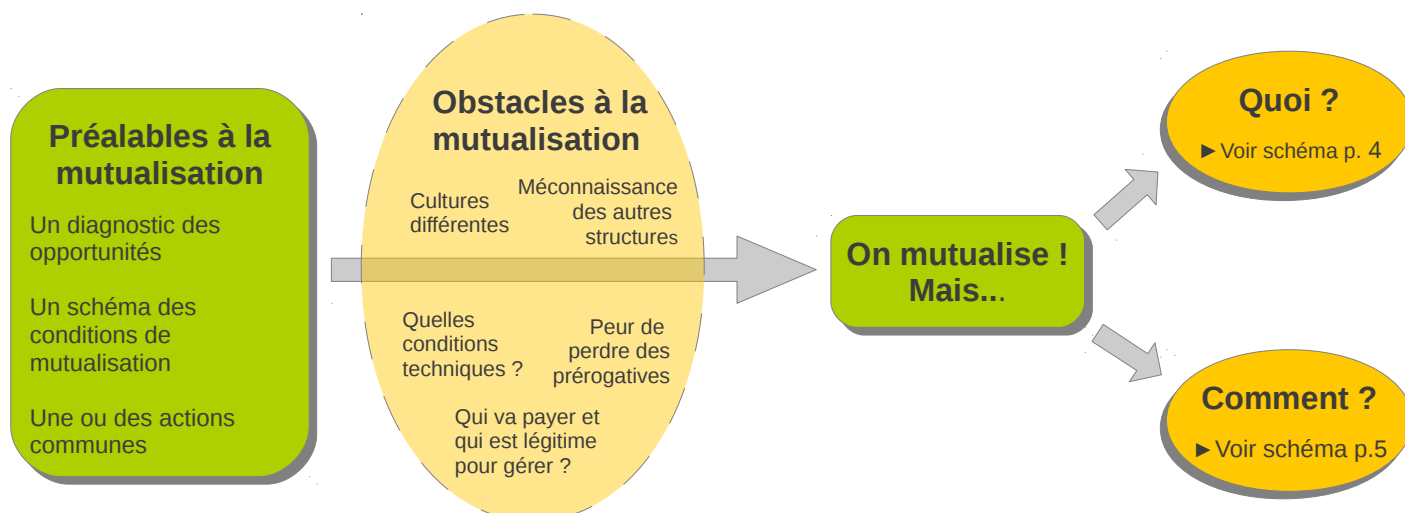 Préalables à la
mutualisation
Un diagnostic des
opportunités
Un schéma des
conditions de
mutualisation
Une ou des actions
communes
Obstacles à la
mutualisation
Cultures
différentes
Méconnaissance
des autres
structures
Quelles
conditions
techniques ?
Peur de
perdre des
prérogatives
Qui va payer et
qui est légitime
pour gérer ?
On mutualise !
Mais...
Quoi ?
►Voir schéma p. 4
Comment ?
►Voir schéma p.5